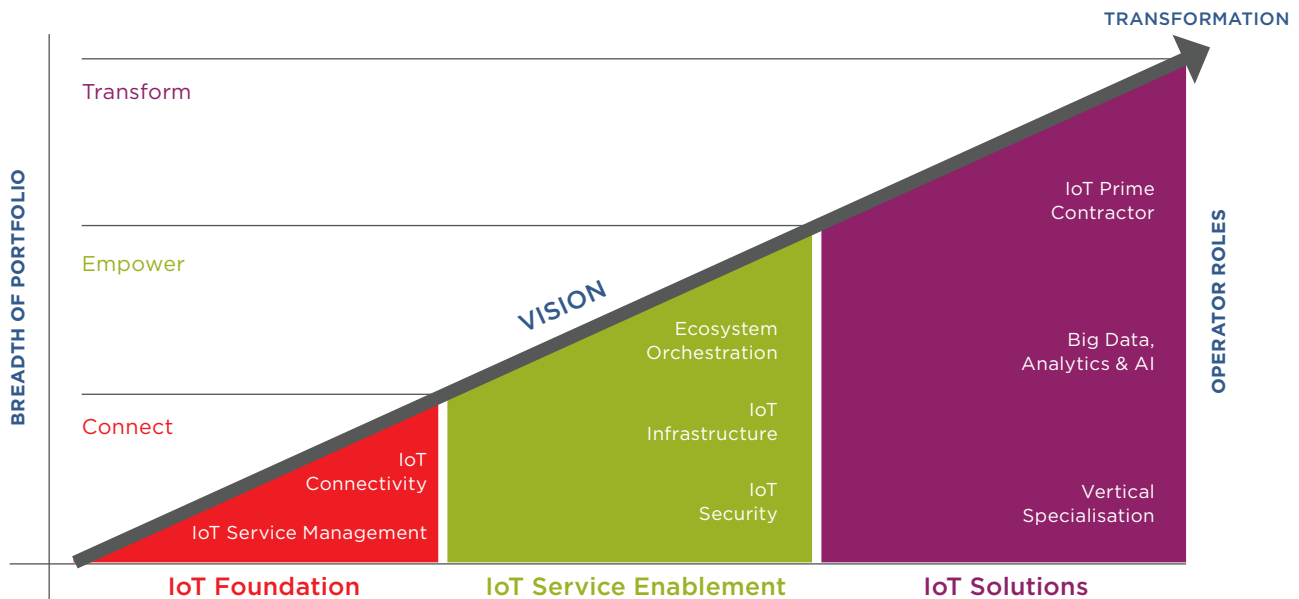 TRANSFORMATION
Transform
BREADTH OF PORTFOLIO
OPERATOR ROLES
IoT Prime
Contractor
Empower
VISION
Ecosystem
Orchestration
Big Data,
Analytics & AI
Connect
IoT
Infrastructure
IoT
Connectivity
IoT
Security
Vertical
Specialisation
IoT Service Management
IoT Foundation
IoT Service Enablement
IoT Solutions